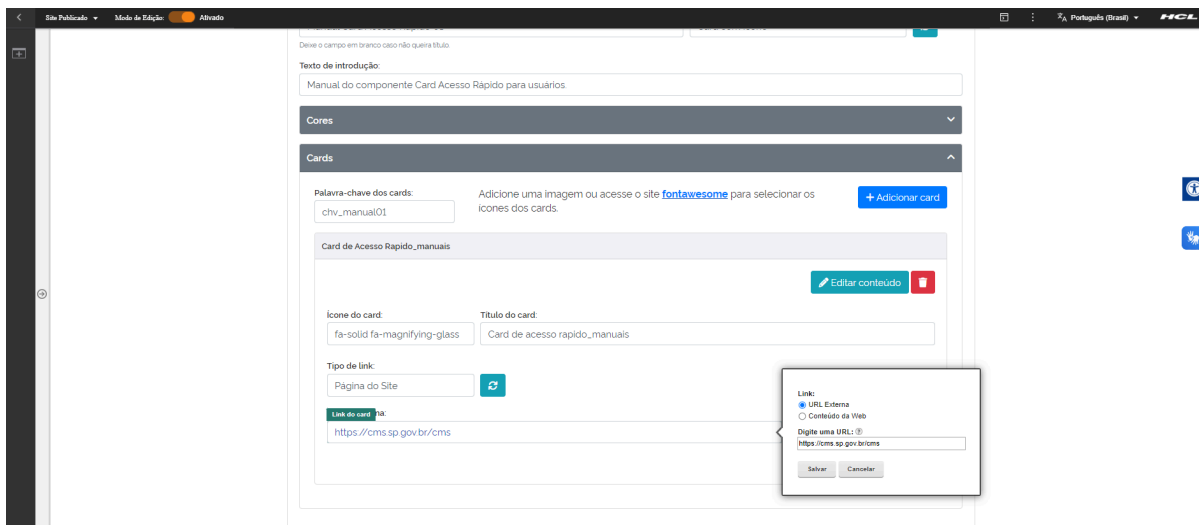 Site Publicado
Modo de Edição:
Ativado
Português (Brasil)
HCL
Deixe o campo em branco caso não queira título.
Texto de introdução:
Manual do componente Card Acesso Rápido para usuários.
Cores
Cards
Palavra-chave dos cards:
chv_manual01
Adicione uma imagem ou acesse o site fontawesome para selecionar os
ícones dos cards.
+ Adicionar card
Card de Acesso Rapido_manuais
Editar conteúdo
Ícone do card:
Título do card:
fa-solid fa-magnifying-glass
Card de acesso rapido_manuais
Tipo de link:
Página do Site
Link do card
na:
https://cms.sp.gov.br/cms
Link:
URL Externa
Conteúdo da Web
Digite uma URL:
https://cms.sp.gov.br/cms
Salvar
Cancelar